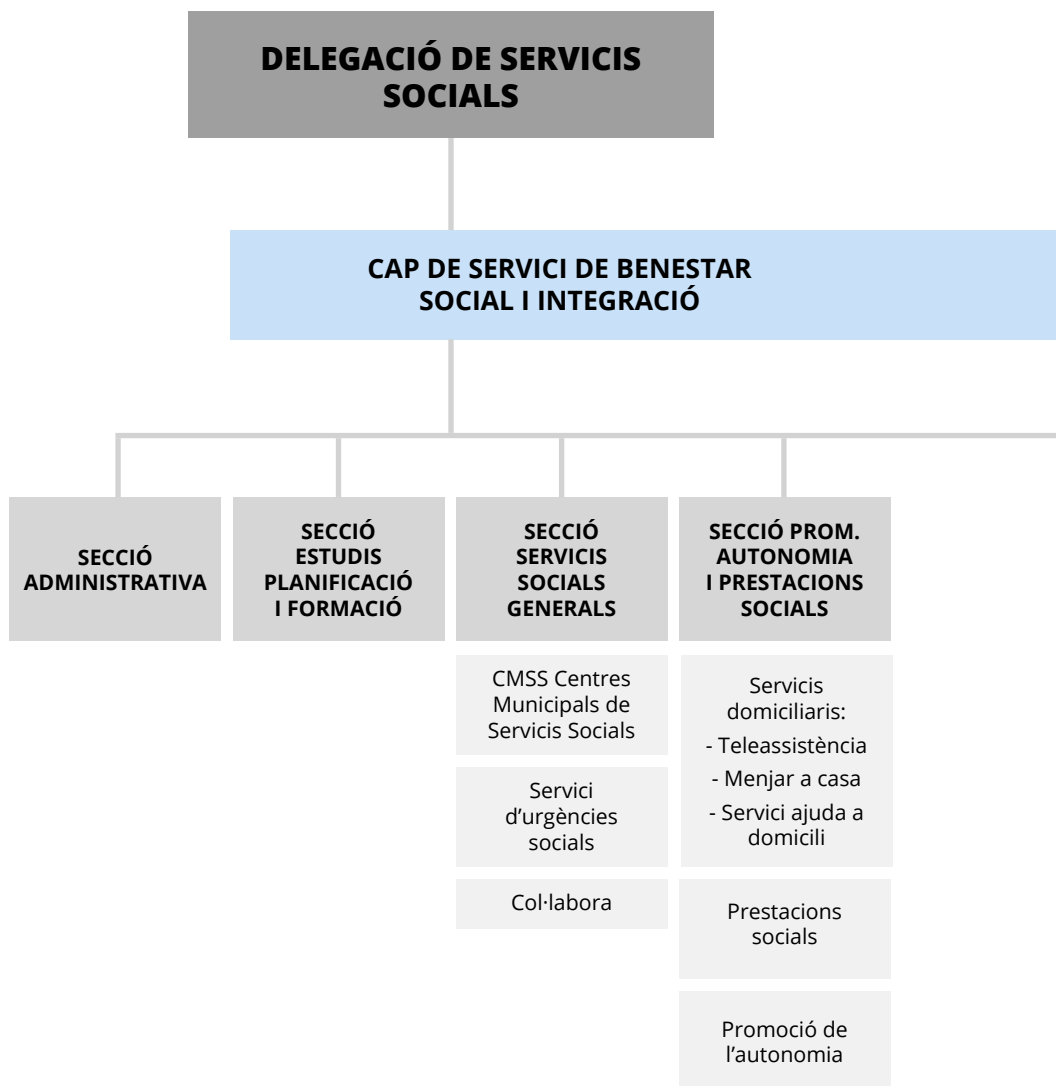 DELEGACIÓ DE SERVICIS
SOCIALS
CAP DE SERVICI DE BENESTAR
SOCIAL I INTEGRACIÓ
SECCIÓ
ADMINISTRATIVA
SECCIÓ
ESTUDIS
PLANIFICACIÓ
I FORMACIÓ
SECCIÓ
SERVICIS
SOCIALS
GENERALS
CMSS Centres
Municipals de
Servicis Socials
Servici
d’urgències
socials
Col·labora
SECCIÓ PROM.
AUTONOMIA
I PRESTACIONS
SOCIALS
Servicis
domiciliaris:
- Teleassistència
- Menjar a casa
- Servici ajuda a
domicili
Prestacions
socials
Promoció de
l’autonomia